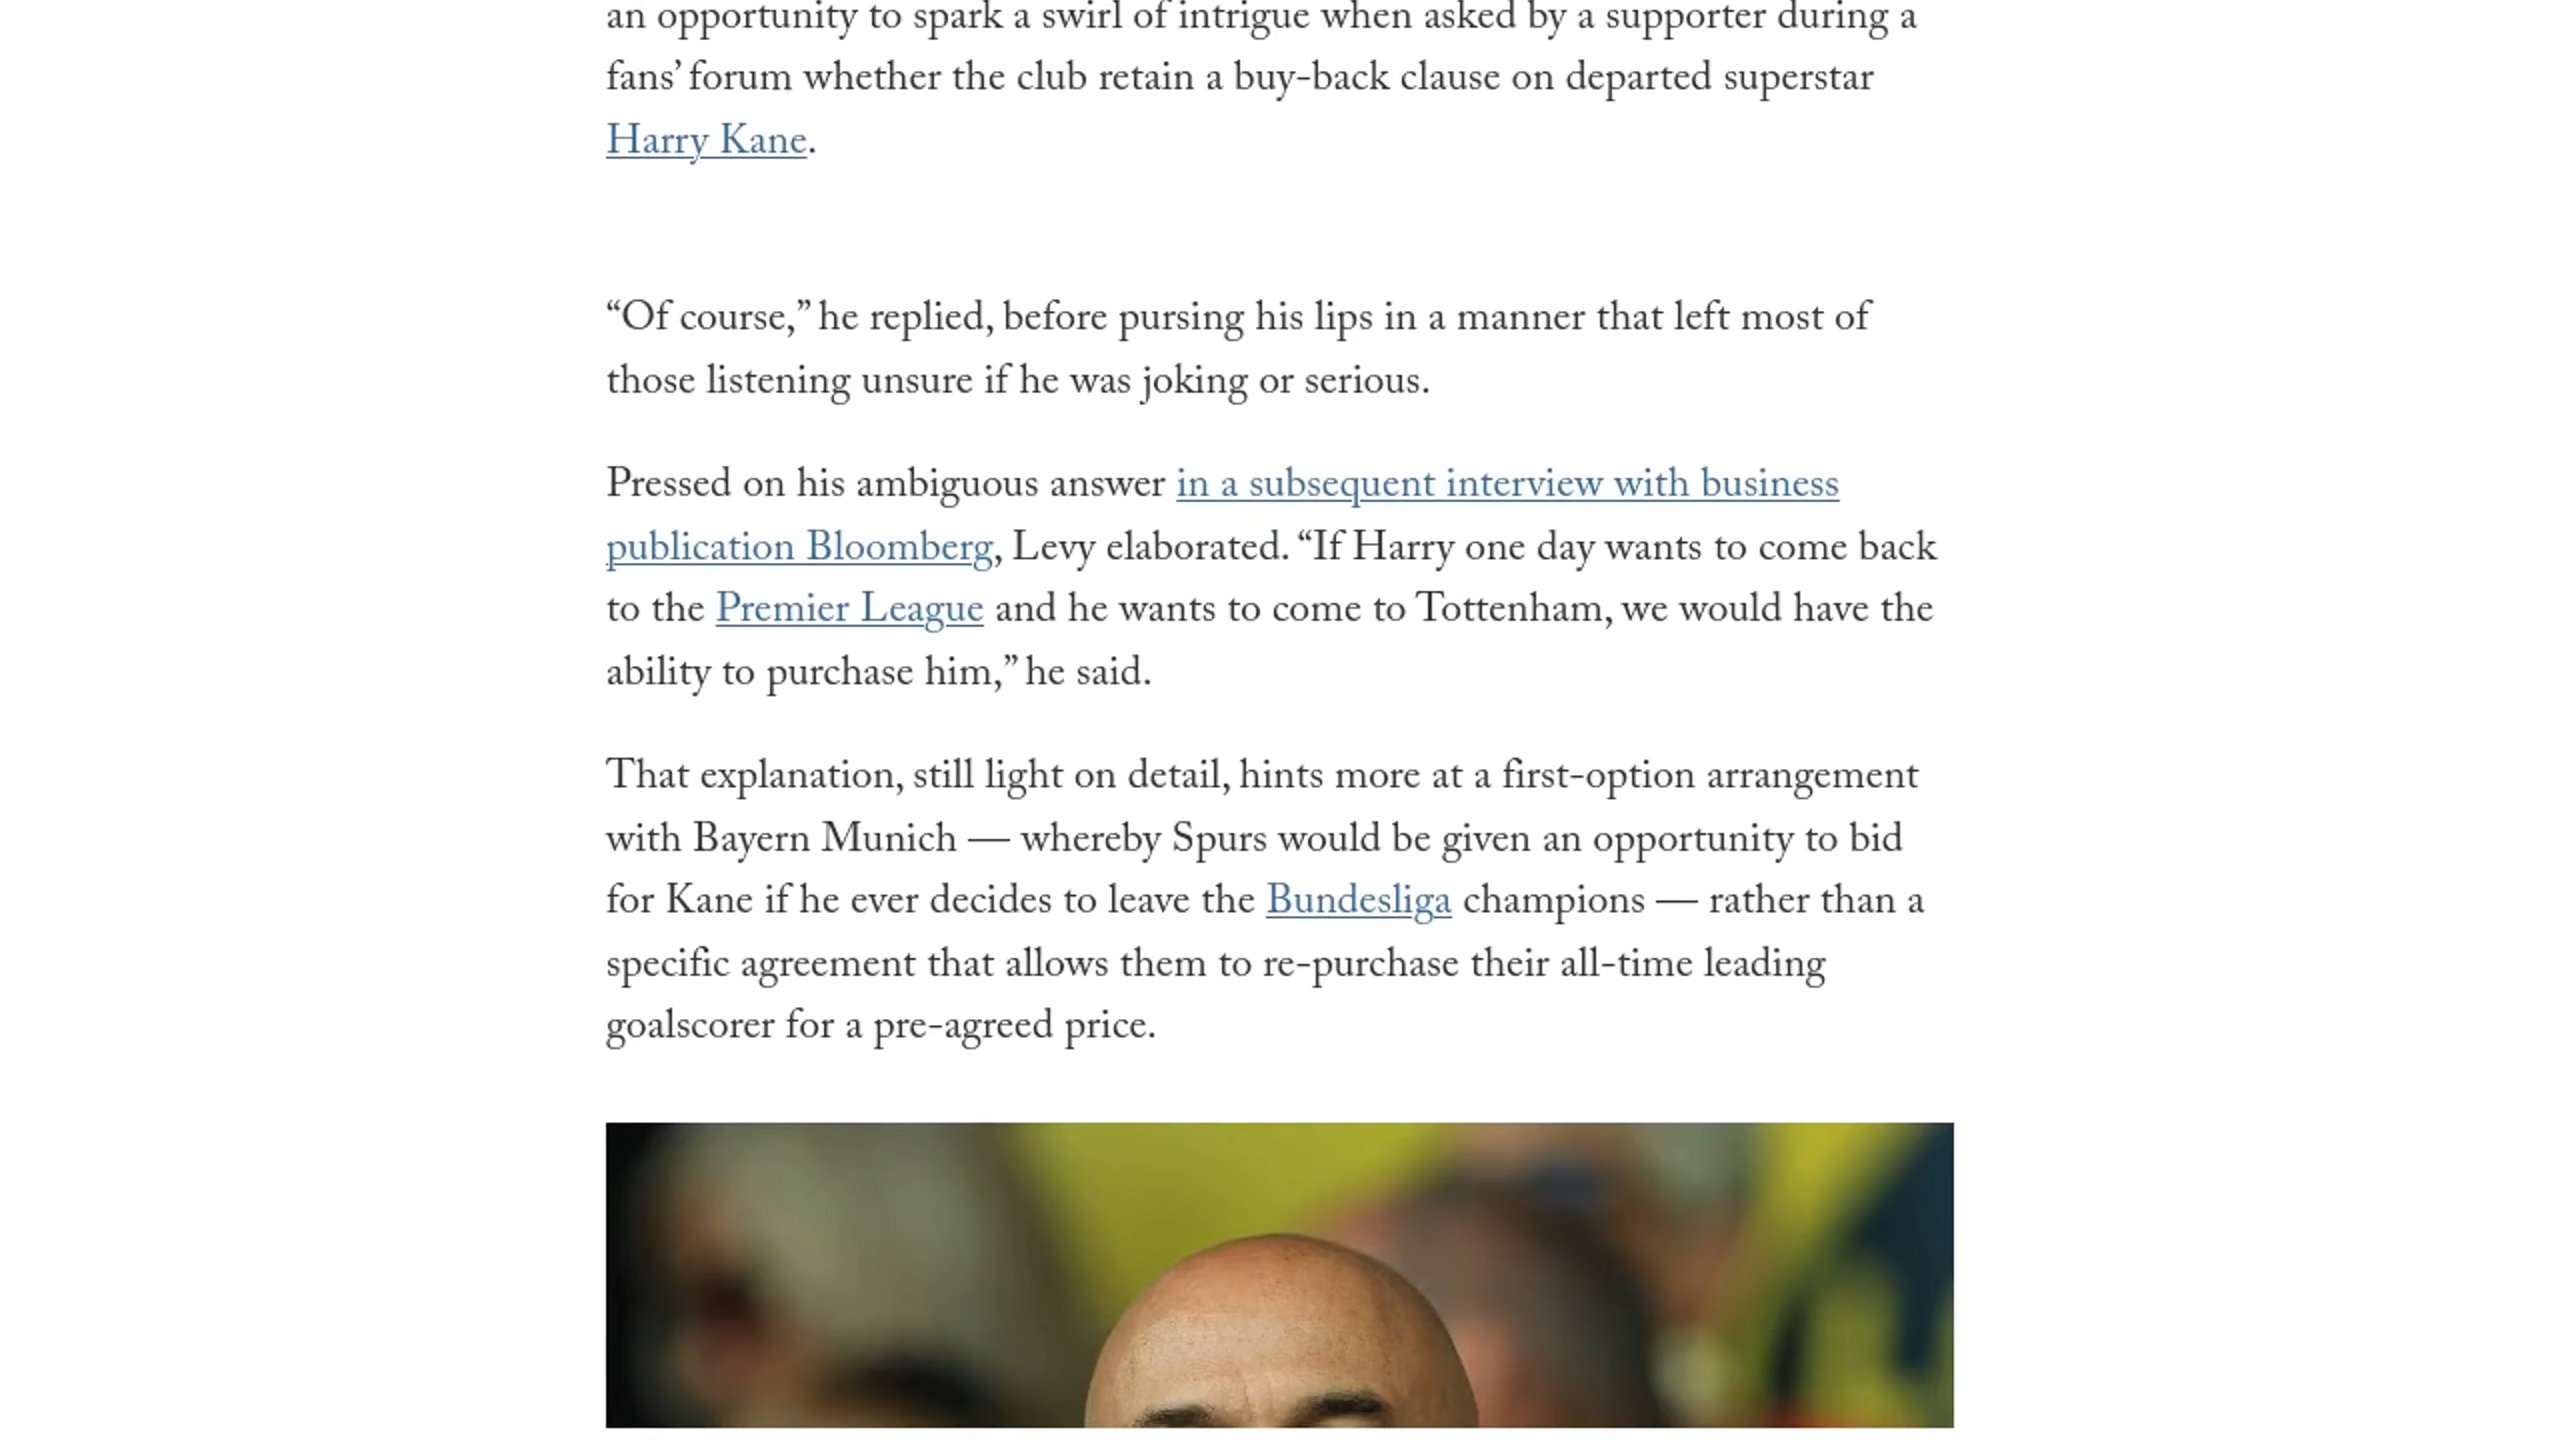 an opportunity to spark a swirl of intrigue when asked by a supporter during a
fans’ forum whether the club retain a buy-back clause on departed superstar
Harry Kane.
“Of course,” he replied, before pursing his lips in a manner that left most of
those listening unsure if he was joking or serious.
Pressed on his ambiguous answer in a subsequent interview with business
publication Bloomberg, Levy elaborated. “If Harry one day wants to come back
to the Premier League and he wants to come to Tottenham, we would have the
ability to purchase him,” he said.
That explanation, still light on detail, hints more at a first-option arrangement
with Bayern Munich — whereby Spurs would be given an opportunity to bid
for Kane if he ever decides to leave the Bundesliga champions — rather than a
specific agreement that allows them to re-purchase their all-time leading
goalscorer for a pre-agreed price.